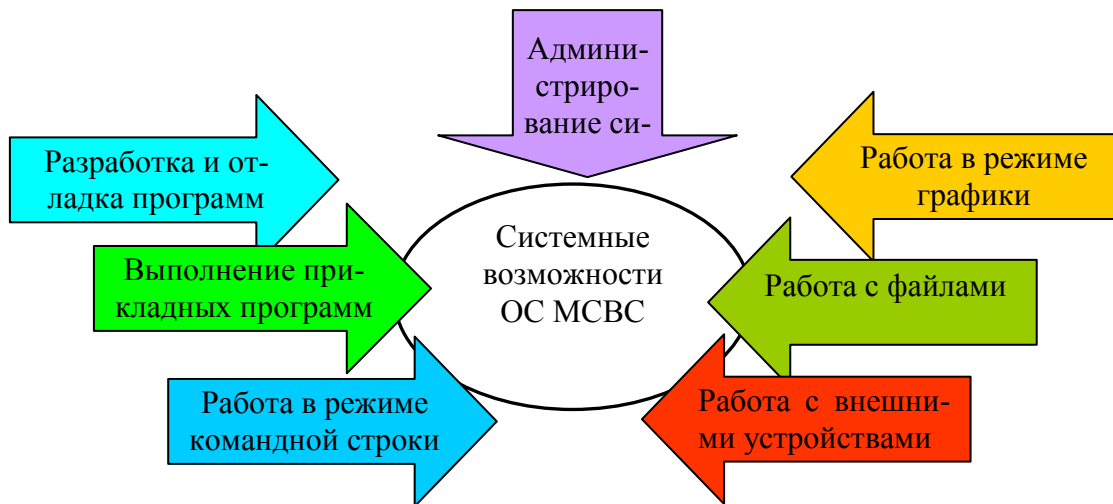 Админи-
стриро-
вание си-
Разработка и от-
ладка программ
Работа в режиме
графики
Системные
возможности
ОС МСВС
Выполнение при-
кладных программ
Работа с файлами
Работа в режиме
командной строки
Работа с внешни-
ми устройствами